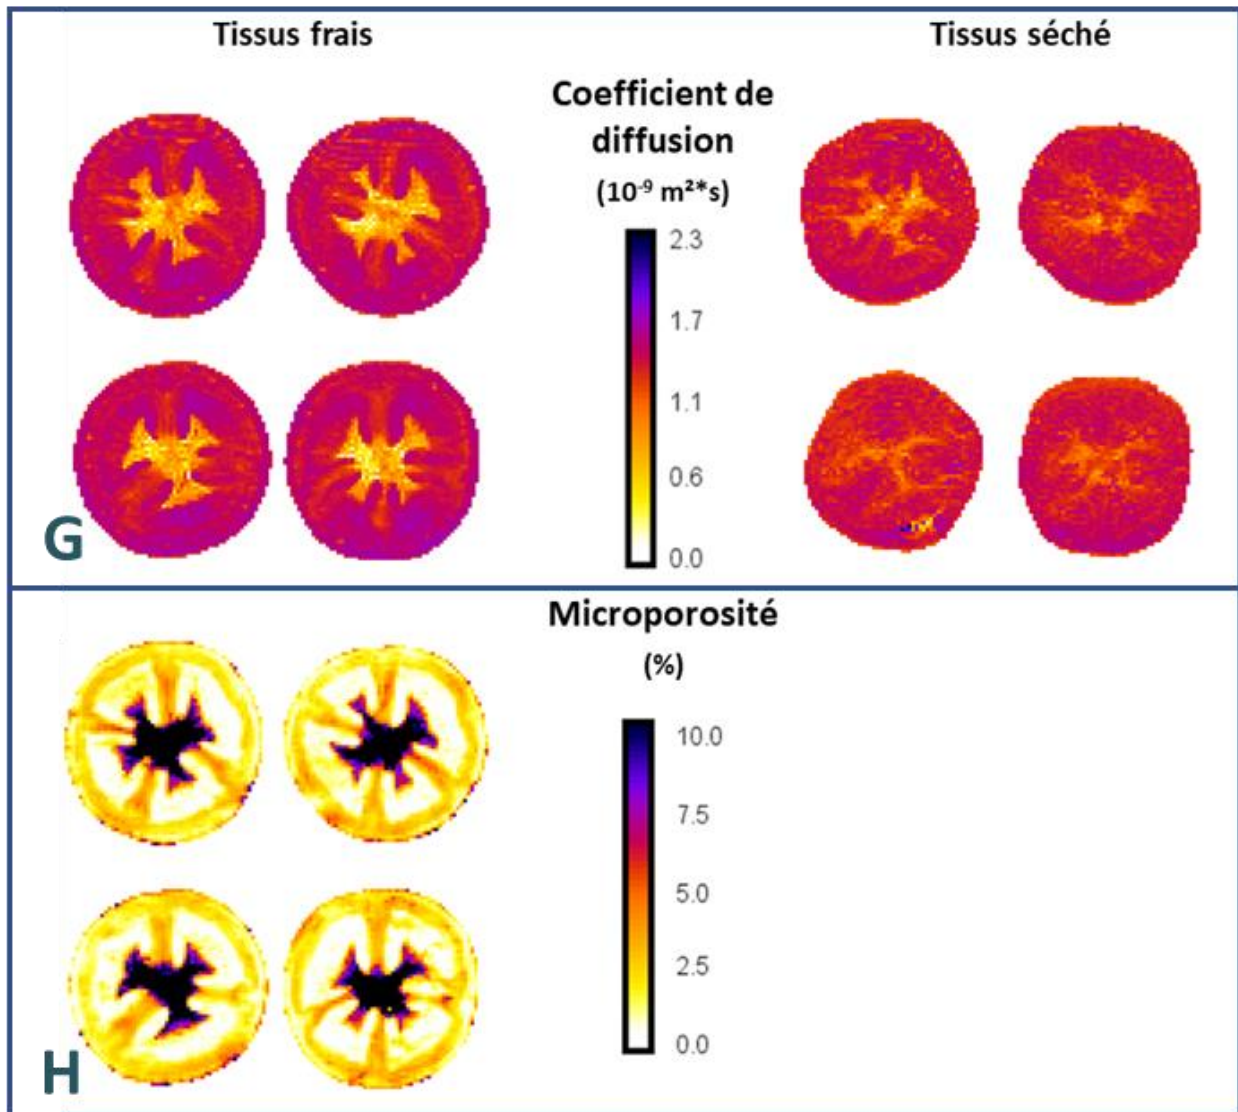 Tissus frais
Tissus séché
Coefficient de
diffusion
(10⁻⁹ m²*s)
2.3
1.7
1.1
0.6
0.0
G
Microporosité
(%)
10.0
7.5
5.0
2.5
0.0
H